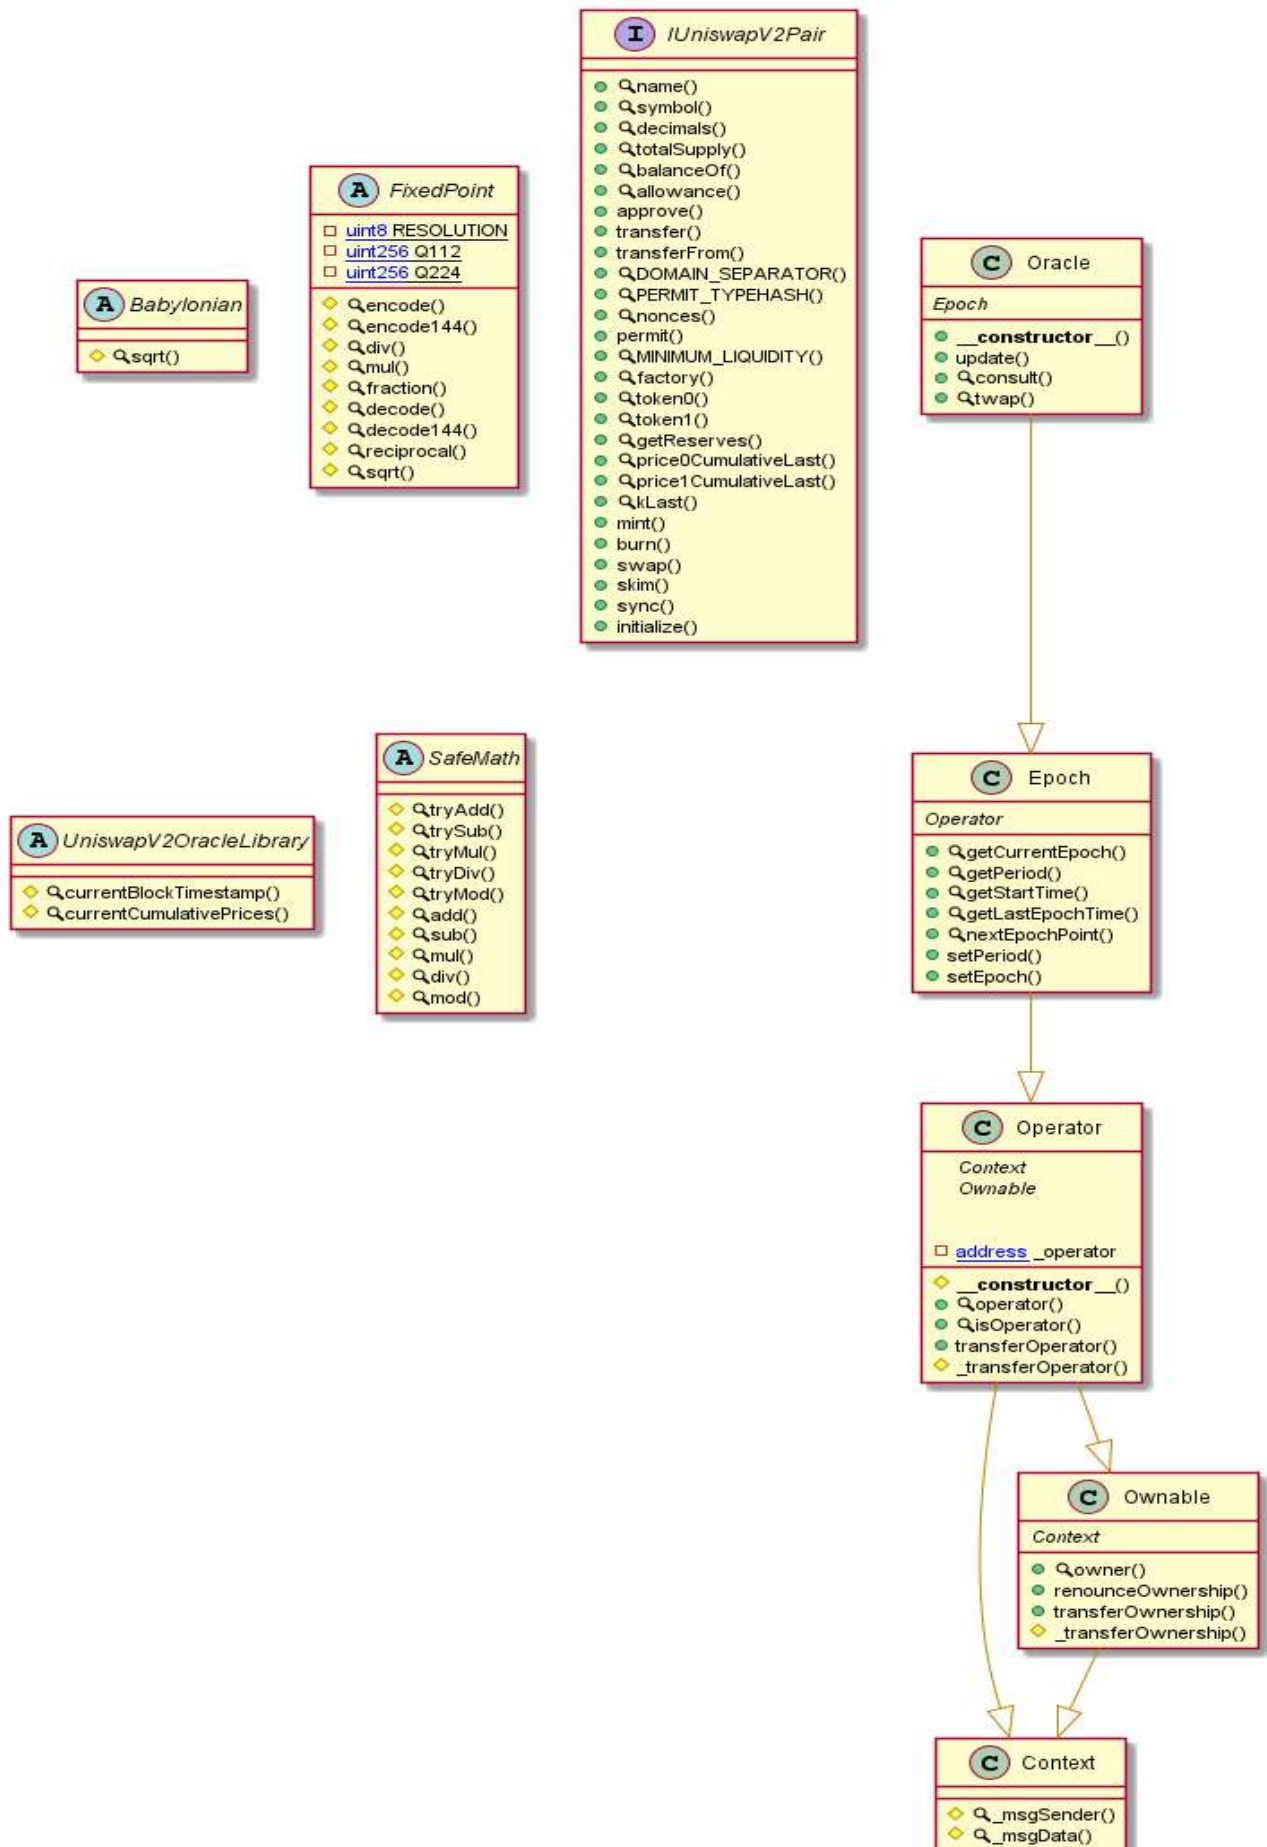 A Babylonian
sqrt()
A FixedPoint
uint8 RESOLUTION
uint256 Q112
uint256 Q224
encode()
encode144()
div()
mul()
fraction()
decode()
decode144()
reciprocal()
sqrt()
I IUniswapV2Pair
name()
symbol()
decimals()
totalSupply()
balanceOf()
allowance()
approve()
transfer()
transferFrom()
DOMAIN_SEPARATOR()
PERMIT_TYPEHASH()
nonces()
permit()
MINIMUM_LIQUIDITY()
factory()
token0()
token1()
getReserves()
price0CumulativeLast()
price1CumulativeLast()
kLast()
mint()
burn()
swap()
skim()
sync()
initialize()
C Oracle
Epoch
__constructor__()
update()
consult()
twap()
A UniswapV2OracleLibrary
currentBlockTimestamp()
currentCumulativePrices()
A SafeMath
tryAdd()
trySub()
tryMul()
tryDiv()
tryMod()
add()
sub()
mul()
div()
mod()
C Epoch
Operator
getCurrentEpoch()
getPeriod()
getStartTime()
getLastEpochTime()
nextEpochPoint()
setPeriod()
setEpoch()
C Operator
Context
Ownable
address _operator
__constructor__()
operator()
isOperator()
transferOperator()
_transferOperator()
C Ownable
Context
owner()
renounceOwnership()
transferOwnership()
_transferOwnership()
C Context
_msgSender()
_msgData()